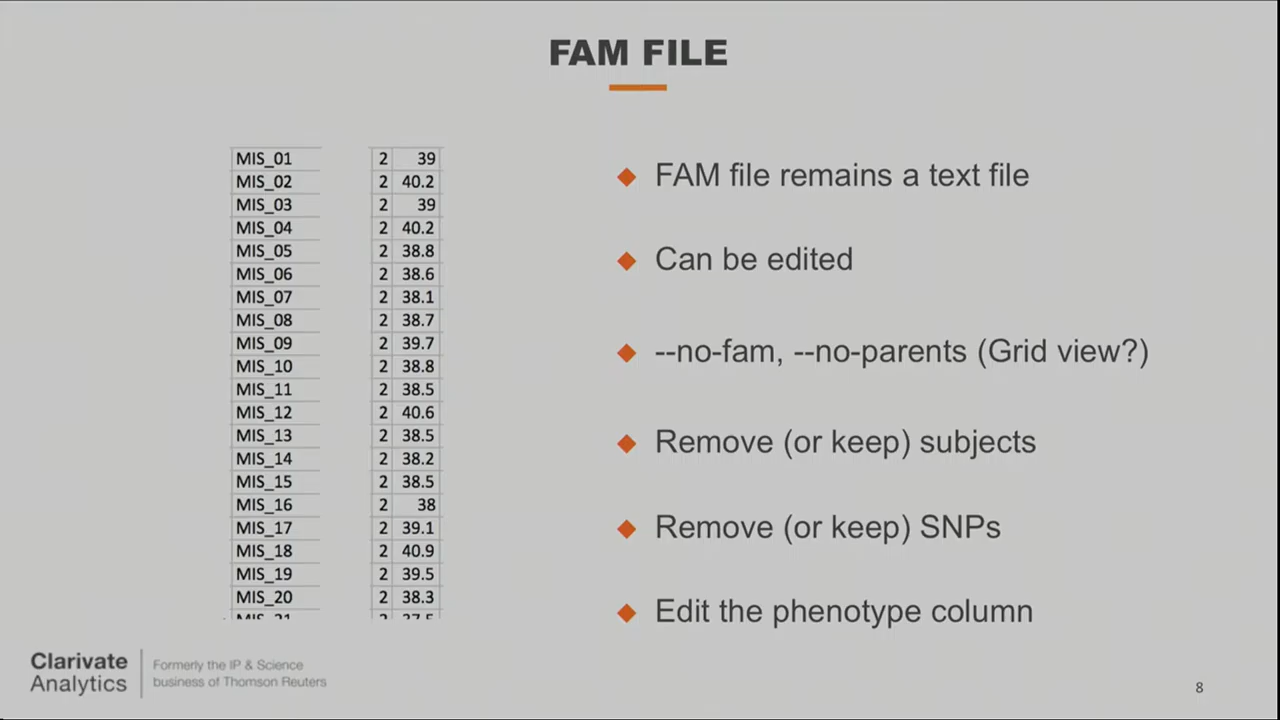 FAM FILE
MIS_01 2 39
MIS_02 2 40.2
MIS_03 2 39
MIS_04 2 40.2
MIS_05 2 38.8
MIS_06 2 38.6
MIS_07 2 38.1
MIS_08 2 38.7
MIS_09 2 39.7
MIS_10 2 38.8
MIS_11 2 38.5
MIS_12 2 40.6
MIS_13 2 38.5
MIS_14 2 38.2
MIS_15 2 38.5
MIS_16 2 38
MIS_17 2 39.1
MIS_18 2 40.9
MIS_19 2 39.5
MIS_20 2 38.3
FAM file remains a text file
Can be edited
--no-fam, --no-parents (Grid view?)
Remove (or keep) subjects
Remove (or keep) SNPs
Edit the phenotype column
Clarivate
Analytics
Formerly the IP & Science
business of Thomson Reuters
8